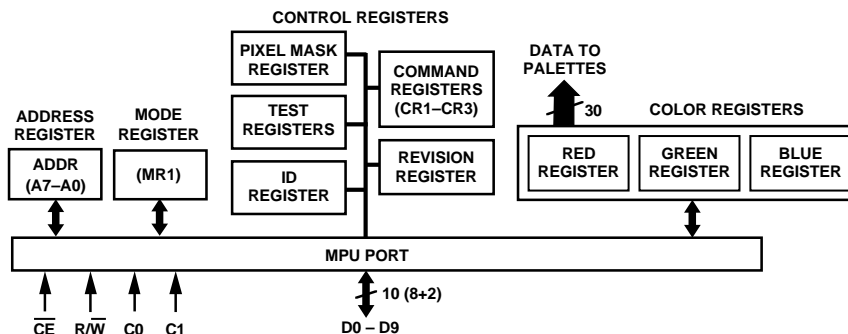 CONTROL REGISTERS
PIXEL MASK
REGISTER
COMMAND
REGISTERS
(CR1–CR3)
TEST
REGISTERS
ID
REGISTER
REVISION
REGISTER
DATA TO
PALETTES
30
COLOR REGISTERS
RED
REGISTER
GREEN
REGISTER
BLUE
REGISTER
ADDRESS
REGISTER
ADDR
(A7–A0)
MODE
REGISTER
(MR1)
MPU PORT
CE
R/W
C0
C1
10 (8+2)
D0 – D9